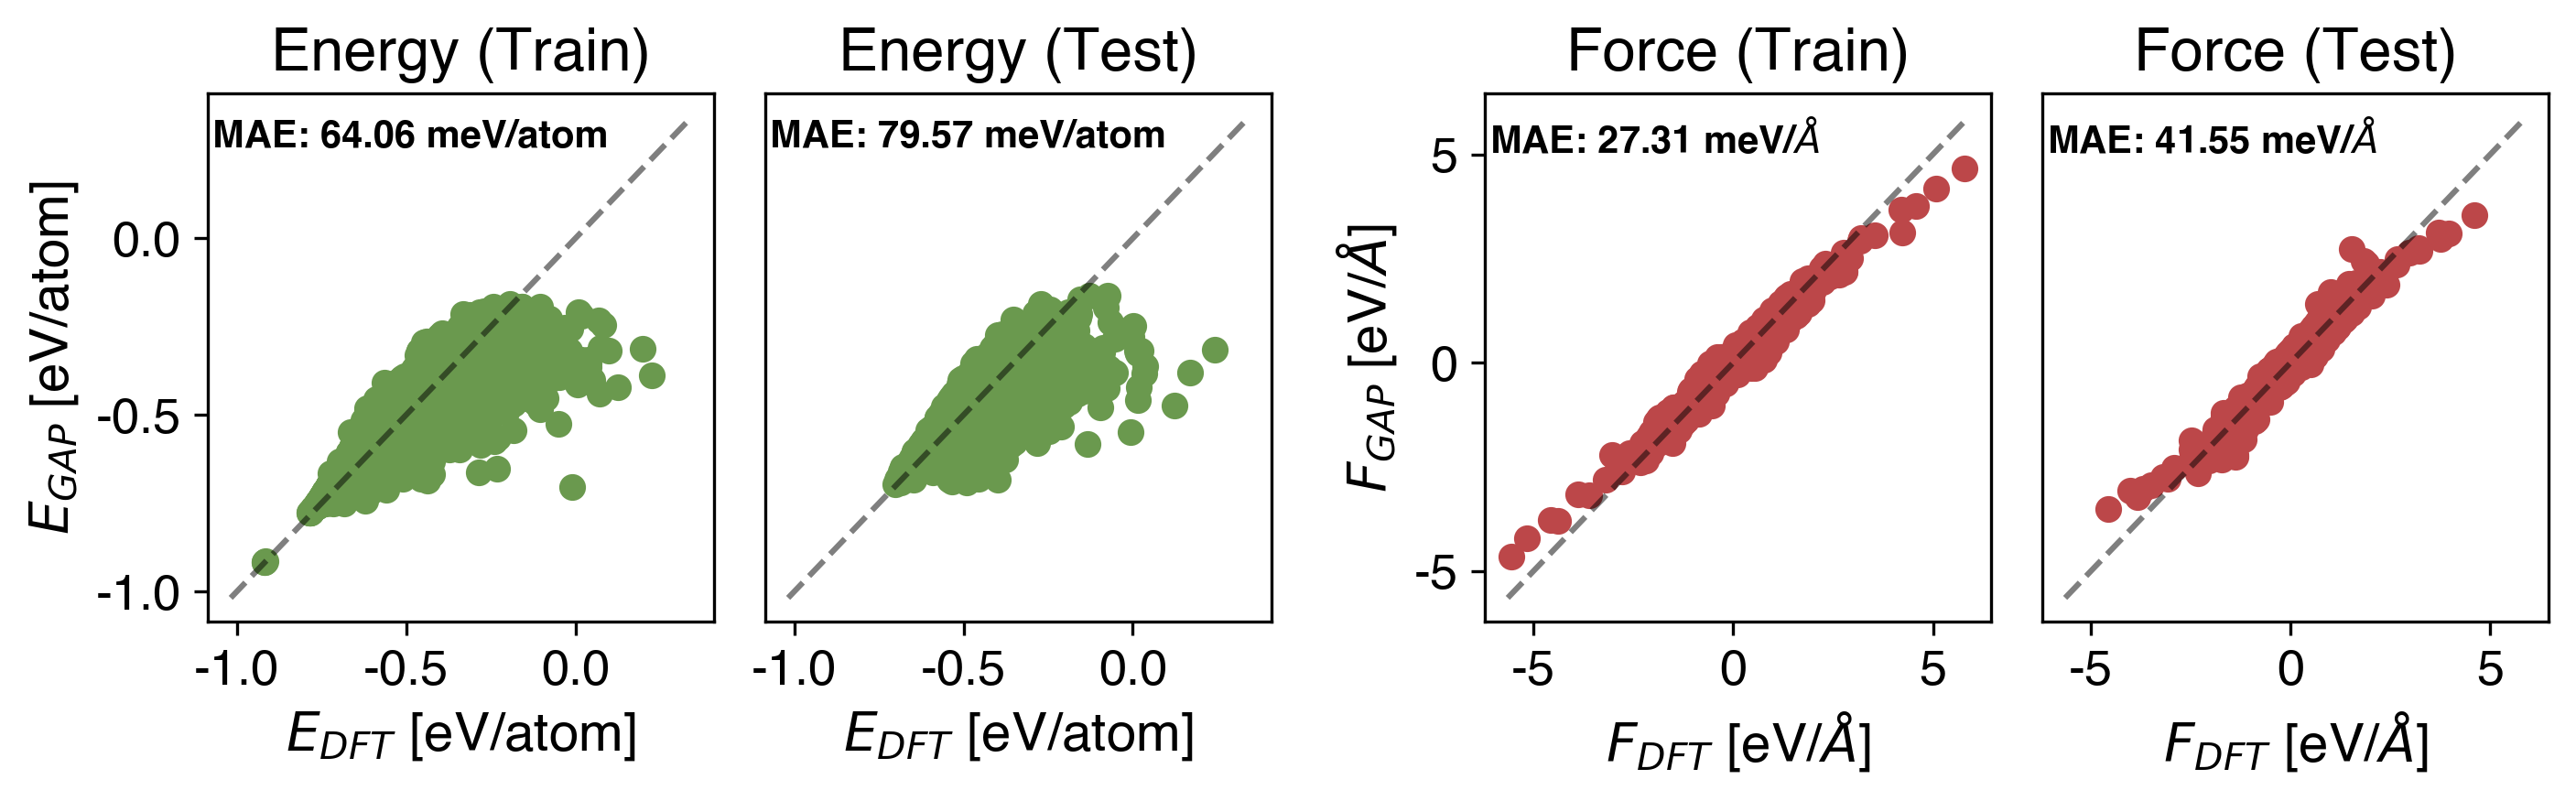 Energy (Train)
MAE: 64.06 meV/atom
E_GAP [eV/atom]
0.0
-0.5
-1.0
-1.0 -0.5 0.0
E_DFT [eV/atom]
Energy (Test)
MAE: 79.57 meV/atom
-1.0 -0.5 0.0
E_DFT [eV/atom]
Force (Train)
MAE: 27.31 meV/Å
F_GAP [eV/Å]
5
0
-5
-5 0 5
F_DFT [eV/Å]
Force (Test)
MAE: 41.55 meV/Å
-5 0 5
F_DFT [eV/Å]